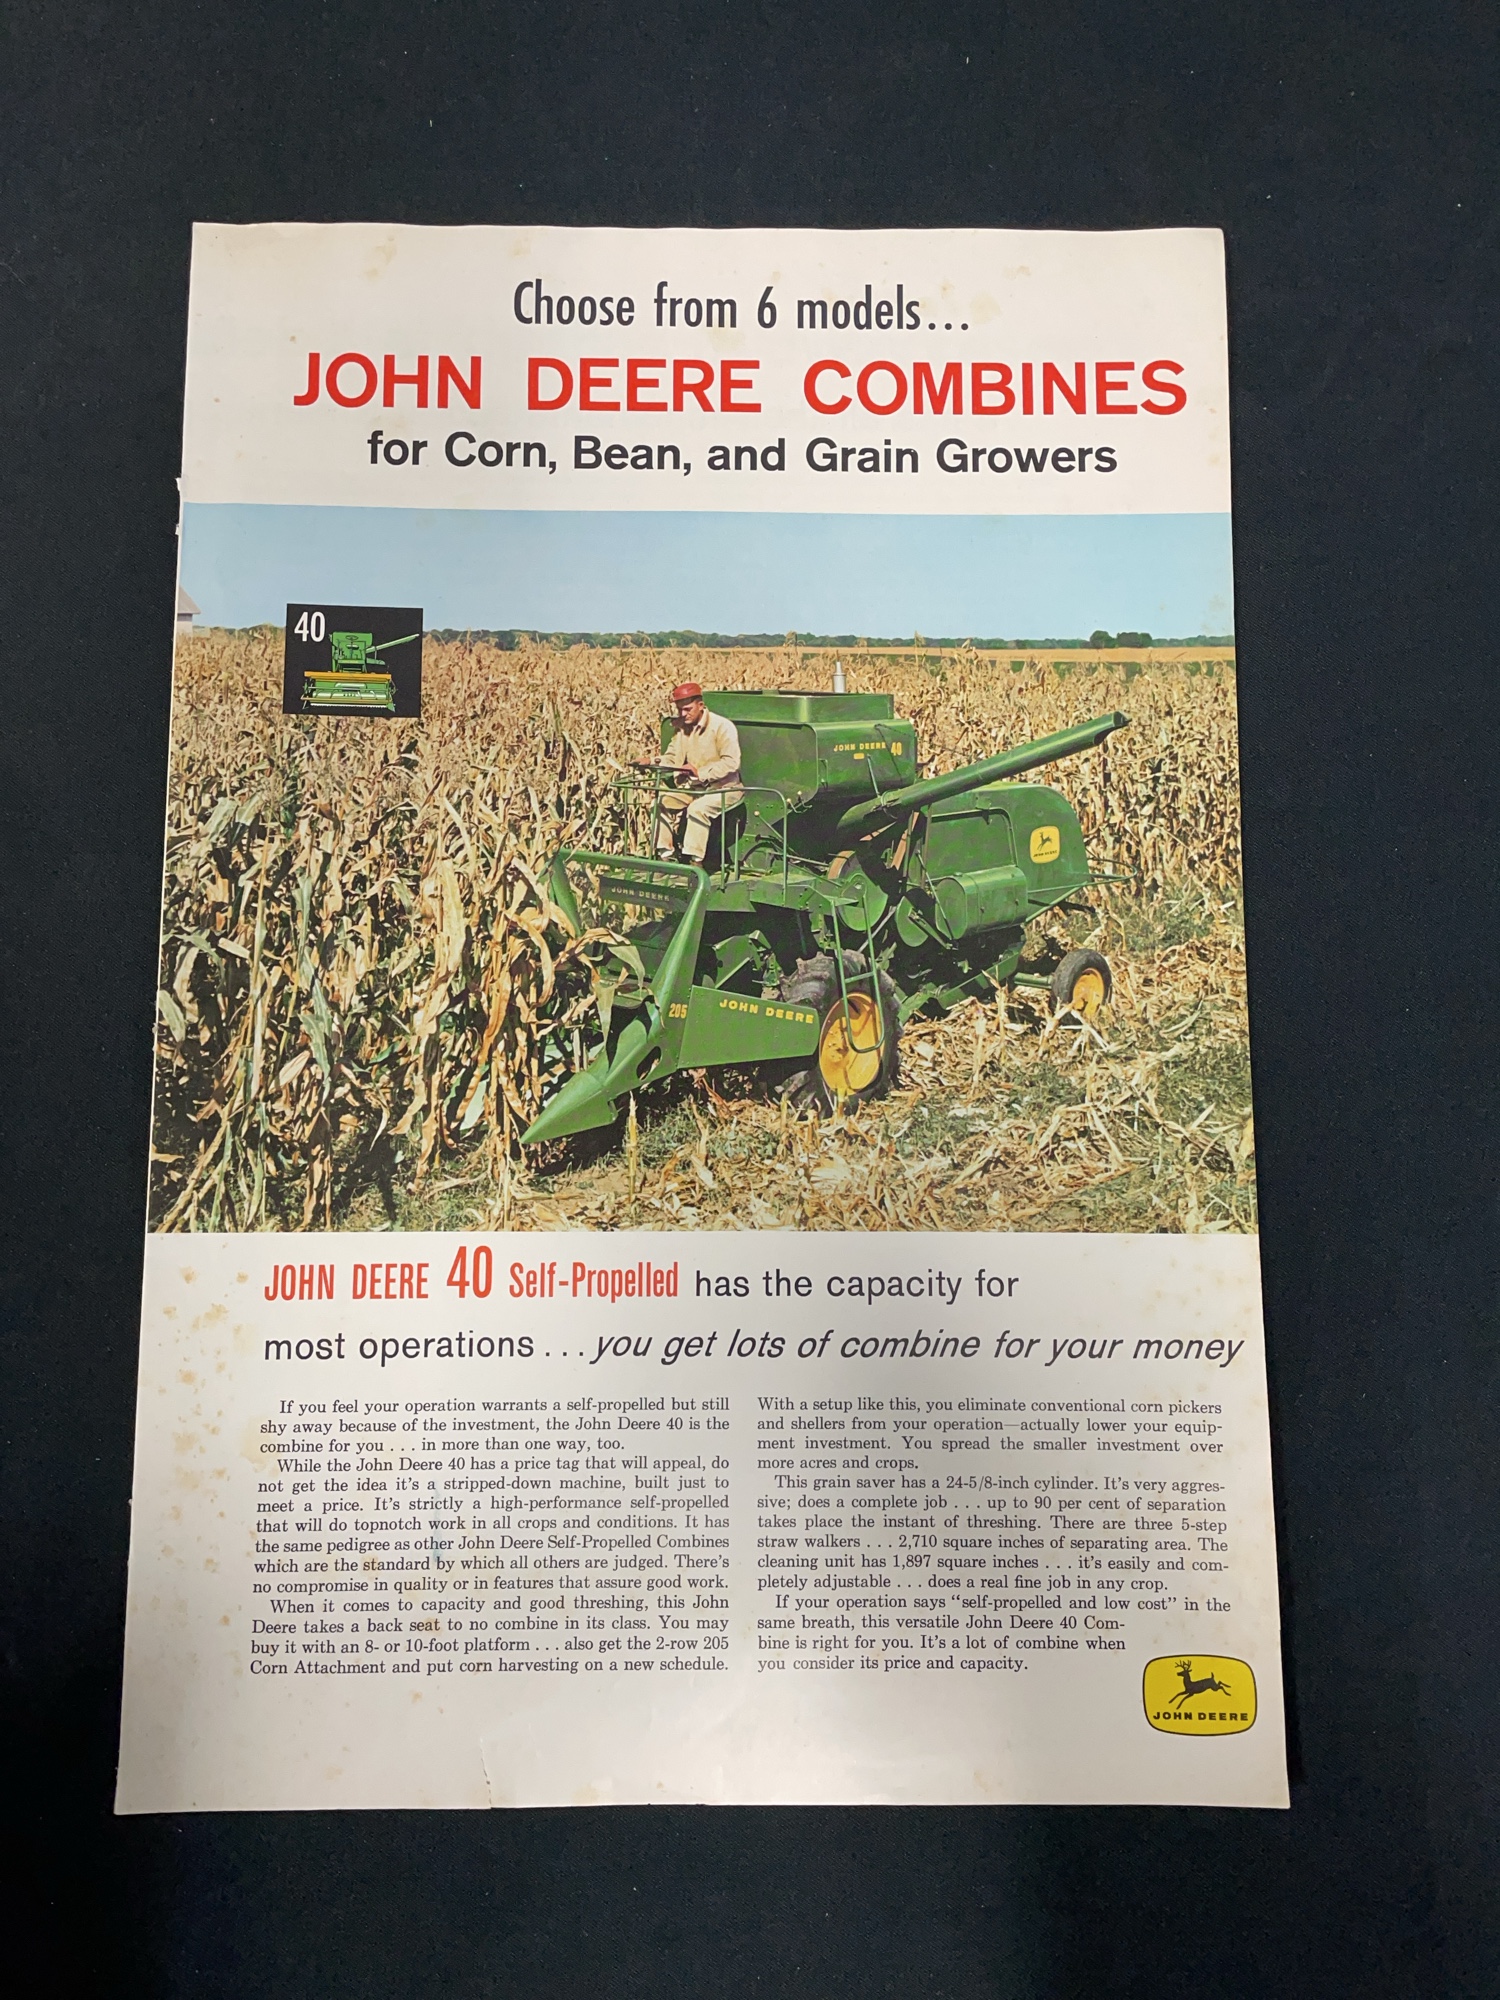 Choose from 6 models...
JOHN DEERE COMBINES
for Corn, Bean, and Grain Growers
40
JOHN DEERE 40
JOHN DEERE
JOHN DEERE
205
JOHN DEERE
JOHN DEERE 40 Self-Propelled has the capacity for
most operations ... you get lots of combine for your money
If you feel your operation warrants a self-propelled but still
shy away because of the investment, the John Deere 40 is the
combine for you . . . in more than one way, too.
While the John Deere 40 has a price tag that will appeal, do
not get the idea it's a stripped-down machine, built just to
meet a price. It's strictly a high-performance self-propelled
that will do topnotch work in all crops and conditions. It has
the same pedigree as other John Deere Self-Propelled Combines
which are the standard by which all others are judged. There's
no compromise in quality or in features that assure good work.
When it comes to capacity and good threshing, this John
Deere takes a back seat to no combine in its class. You may
buy it with an 8- or 10-foot platform . . . also get the 2-row 205
Corn Attachment and put corn harvesting on a new schedule.
With a setup like this, you eliminate conventional corn pickers
and shellers from your operation—actually lower your equip-
ment investment. You spread the smaller investment over
more acres and crops.
This grain saver has a 24-5/8-inch cylinder. It's very aggres-
sive; does a complete job . . . up to 90 per cent of separation
takes place the instant of threshing. There are three 5-step
straw walkers . . . 2,710 square inches of separating area. The
cleaning unit has 1,897 square inches . . . it's easily and com-
pletely adjustable . . . does a real fine job in any crop.
If your operation says "self-propelled and low cost" in the
same breath, this versatile John Deere 40 Com-
bine is right for you. It's a lot of combine when
you consider its price and capacity.
JOHN DEERE